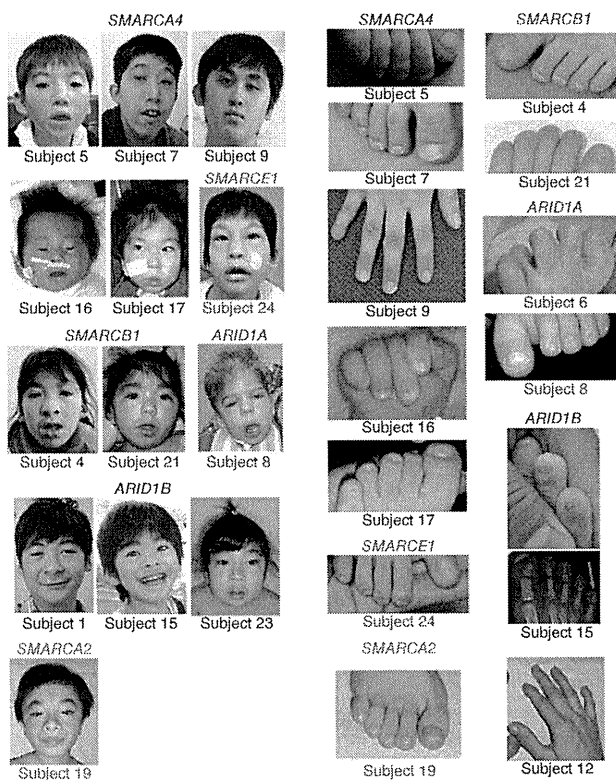 SMARCA4
Subject 5 Subject 7 Subject 9
SMARCE1
Subject 16 Subject 17 Subject 24
SMARCB1 ARID1A
Subject 4 Subject 21 Subject 8
ARID1B
Subject 1 Subject 15 Subject 23
SMARCA2
Subject 19
SMARCA4
Subject 5
Subject 7
Subject 9
Subject 16
Subject 17
SMARCE1
Subject 24
SMARCA2
Subject 19
SMARCB1
Subject 4
Subject 21
ARID1A
Subject 6
Subject 8
ARID1B
Subject 15
Subject 12